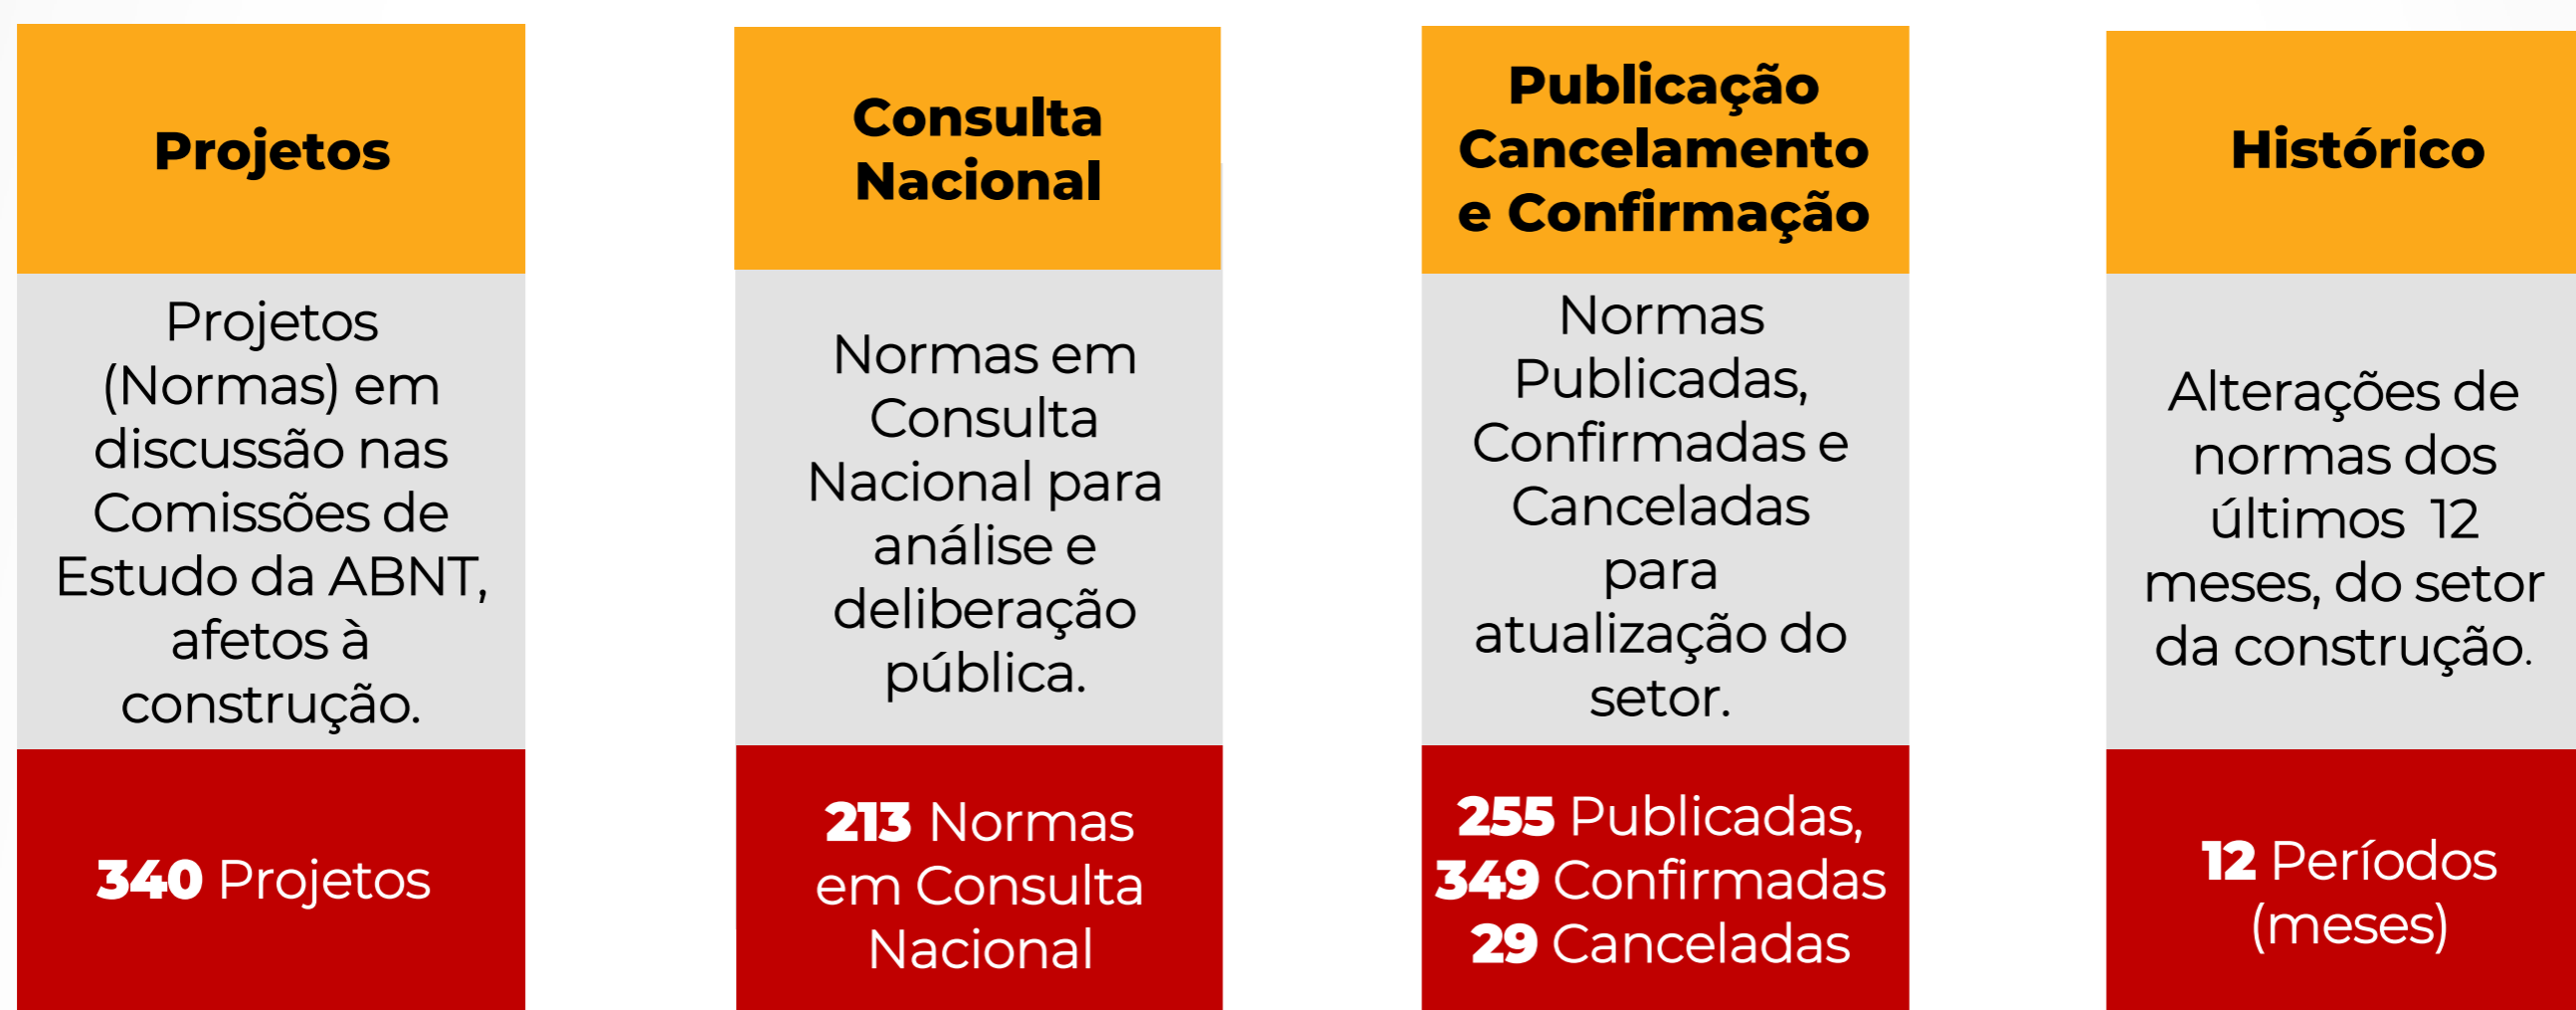 Projetos
Projetos
(Normas) em
discussão nas
Comissões de
Estudo da ABNT,
afetos à
construção.
340 Projetos
Consulta
Nacional
Normas em
Consulta
Nacional para
análise e
deliberação
pública.
213 Normas
em Consulta
Nacional
Publicação
Cancelamento
e Confirmação
Normas
Publicadas,
Confirmadas e
Canceladas
para
atualização do
setor.
255 Publicadas,
349 Confirmadas
29 Canceladas
Histórico
Alterações de
normas dos
últimos 12
meses, do setor
da construção.
12 Períodos
(meses)